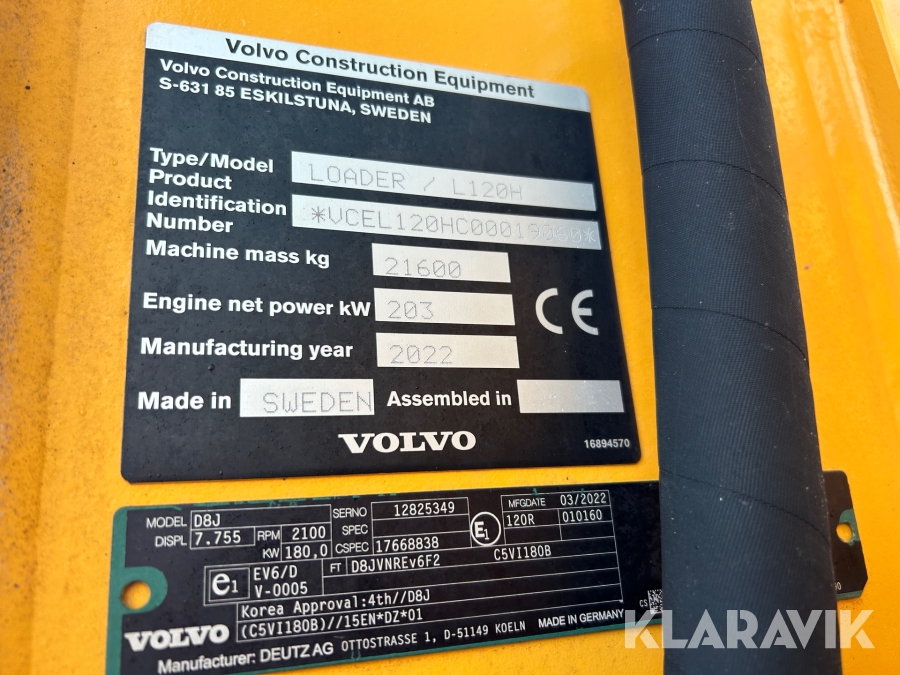 Volvo Construction Equipment
Volvo Construction Equipment AB
S-631 85 ESKILSTUNA, SWEDEN
Type/Model LOADER / L120H
Product
Identification
Number *VCEL120HC00019060*
Machine mass kg 21600
Engine net power kW 203
Manufacturing year 2022
Made in SWEDEN Assembled in
VOLVO
16894570
MODEL D8J SERNO 12825349 MFGDATE 03/2022
DISPL 7.755 RPM 2100 SPEC E1 120R 010160
KW 180,0 CSPEC 17668838 C5VI180B
e1 EV6/D FT D8JVNREv6F2
V-0005
Korea Approval:4th//D8J
(C5VI180B)//15EN*DZ*01
VOLVO MADE IN GERMANY
Manufacturer: DEUTZ AG OTTOSTRASSE 1, D-51149 KOELN
KLARAVIK